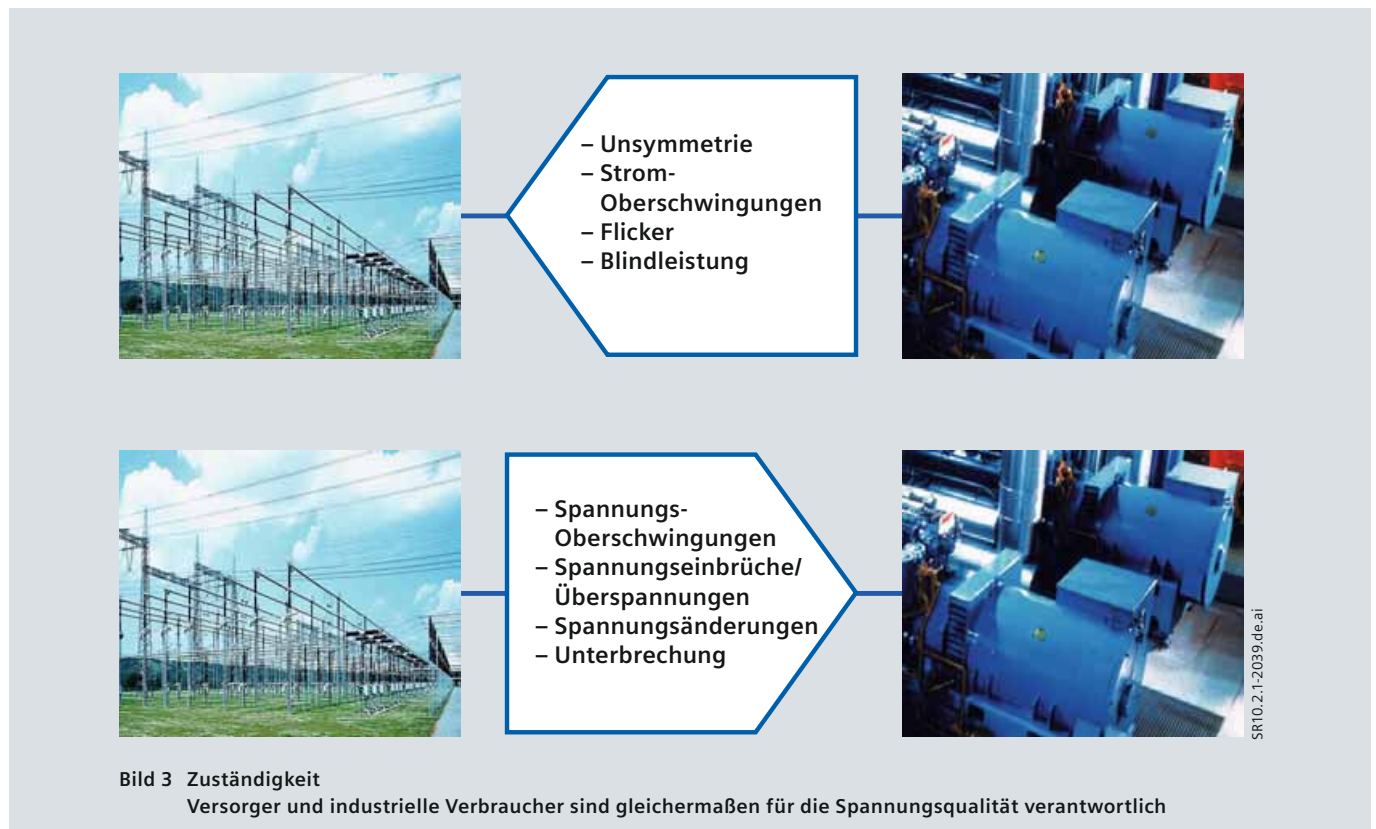 – Unsymmetrie
– Strom-
Oberschwingungen
– Flicker
– Blindleistung
– Spannungs-
Oberschwingungen
– Spannungseinbrüche/
Überspannungen
– Spannungsänderungen
– Unterbrechung
SR10.2.1-2039.de.ai
Bild 3 Zuständigkeit
Versorger und industrielle Verbraucher sind gleichermaßen für die Spannungsqualität verantwortlich